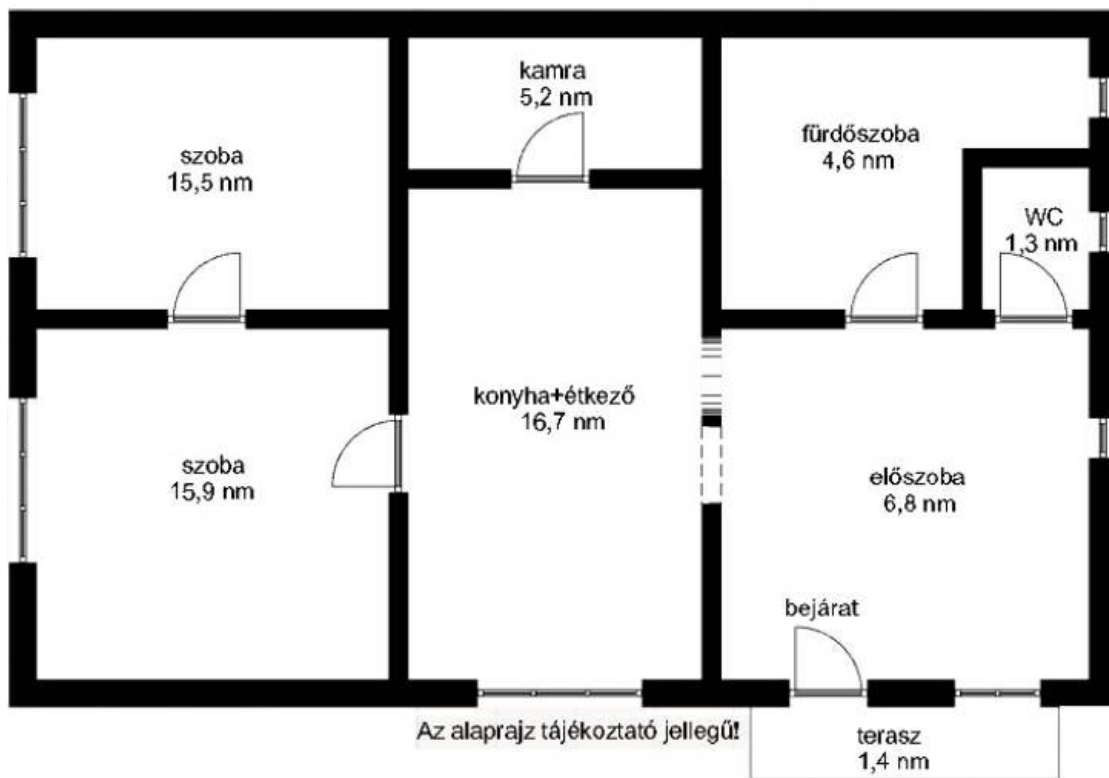 kamra
5,2 nm
szoba
15,5 nm
fürdőszoba
4,6 nm
WC
1,3 nm
konyha+étkező
16,7 nm
szoba
15,9 nm
előszoba
6,8 nm
bejárat
Az alaprajz tájékoztató jellegű!
terasz
1,4 nm